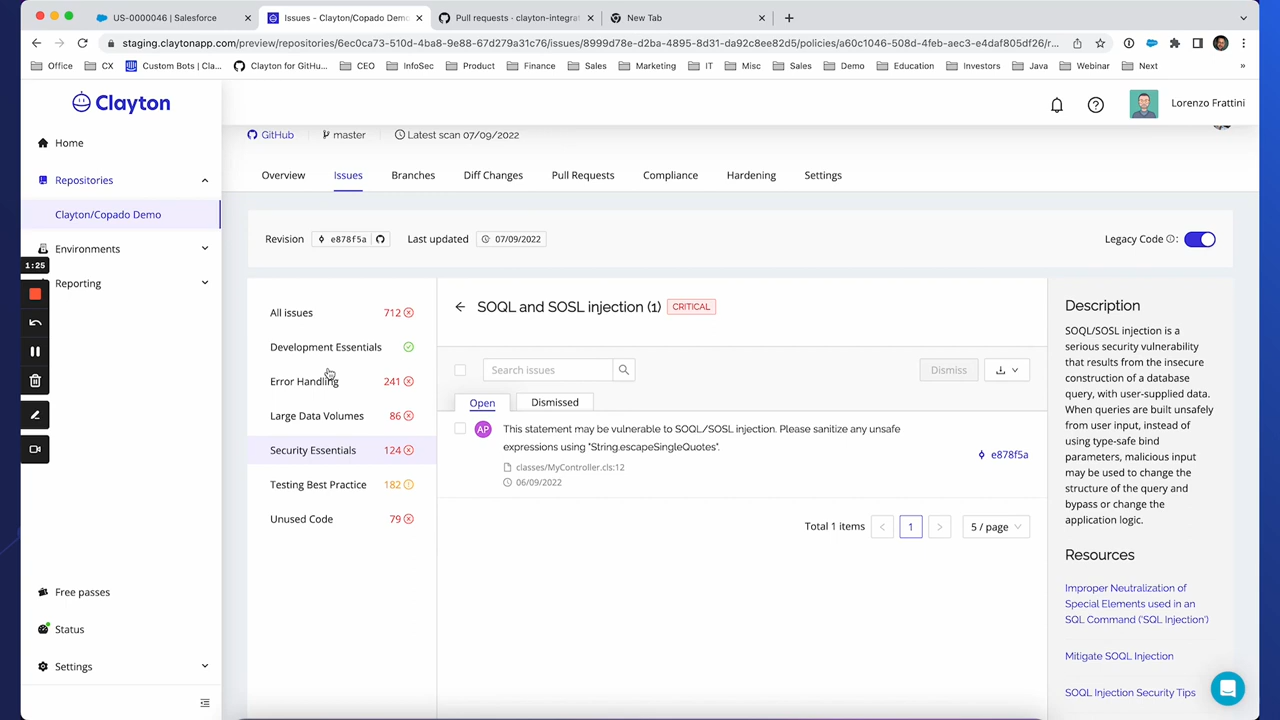 US-0000046 | Salesforce
Issues - Clayton/Copado Demo
Pull requests · clayton-integrat
New Tab
staging.claytonapp.com/preview/repositories/6ec0ca73-510d-4ba8-9e88-67d279a31c76/issues/8999d78e-d2ba-4895-8d31-da92c8ee82d5/policies/a60c1046-508d-4feb-aec3-e4daf805df26/r...
Office
CX
Custom Bots | Cla...
Clayton for GitHu...
CEO
InfoSec
Product
Finance
Sales
Marketing
IT
Misc
Sales
Demo
Education
Investors
Java
Webinar
Next
»
Clayton
Lorenzo Frattini
GitHub
master
Latest scan 07/09/2022
Home
Repositories
Clayton/Copado Demo
Environments
1:25
Reporting
Free passes
Status
Settings
Overview
Issues
Branches
Diff Changes
Pull Requests
Compliance
Hardening
Settings
Revision
e878f5a
Last updated
07/09/2022
Legacy Code
:
All issues 712
Development Essentials
Error Handling 241
Large Data Volumes 86
Security Essentials 124
Testing Best Practice 182
Unused Code 79
SOQL and SOSL injection (1)
CRITICAL
Search issues
Dismiss
Open
Dismissed
AP
This statement may be vulnerable to SOQL/SOSL injection. Please sanitize any unsafe
expressions using "String.escapeSingleQuotes".
classes/MyController.cls:12
06/09/2022
e878f5a
Total 1 items
<
1
>
5 / page
Description
SOQL/SOSL injection is a
serious security vulnerability
that results from the insecure
construction of a database
query, with user-supplied data.
When queries are built unsafely
from user input, instead of
using type-safe bind
parameters, malicious input
may be used to change the
structure of the query and
bypass or change the
application logic.
Resources
Improper Neutralization of
Special Elements used in an
SQL Command ('SQL Injection')
Mitigate SOQL Injection
SOQL Injection Security Tips